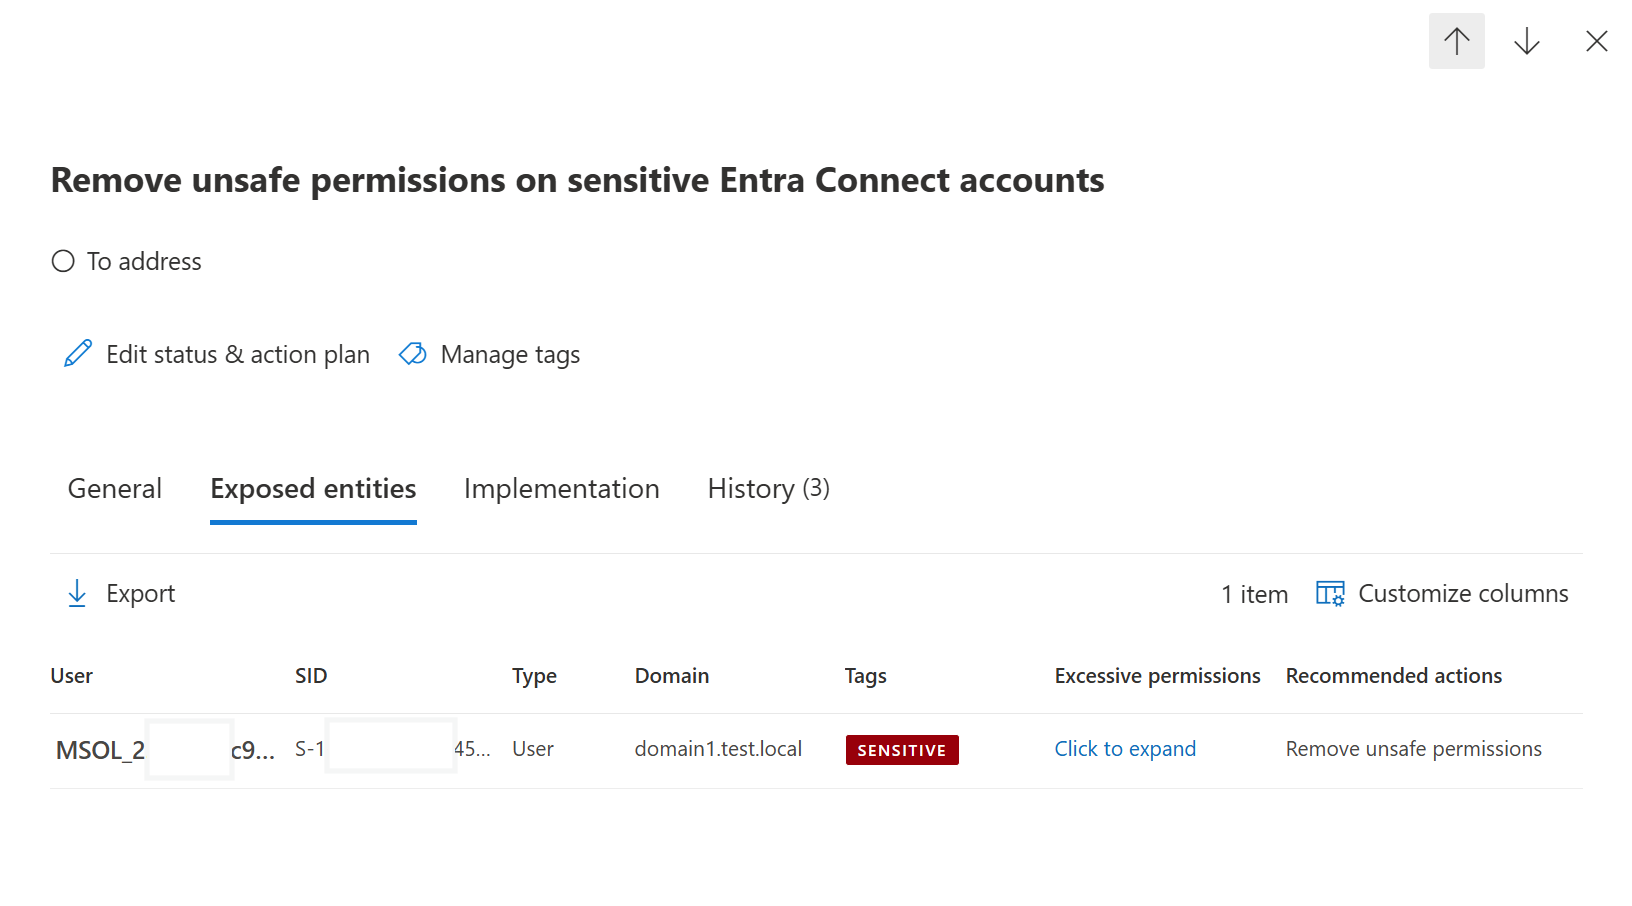 Remove unsafe permissions on sensitive Entra Connect accounts
To address
Edit status & action plan Manage tags
General Exposed entities Implementation History (3)
Export 1 item Customize columns
User SID Type Domain Tags Excessive permissions Recommended actions
MSOL_2 c9... S-1 45... User domain1.test.local SENSITIVE Click to expand Remove unsafe permissions